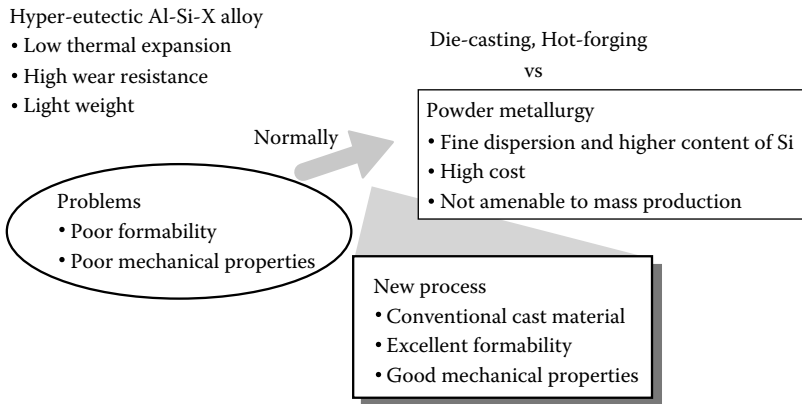 Hyper-eutectic Al-Si-X alloy
• Low thermal expansion
• High wear resistance
• Light weight
Die-casting, Hot-forging
vs
Powder metallurgy
• Fine dispersion and higher content of Si
• High cost
• Not amenable to mass production
Normally
Problems
• Poor formability
• Poor mechanical properties
New process
• Conventional cast material
• Excellent formability
• Good mechanical properties